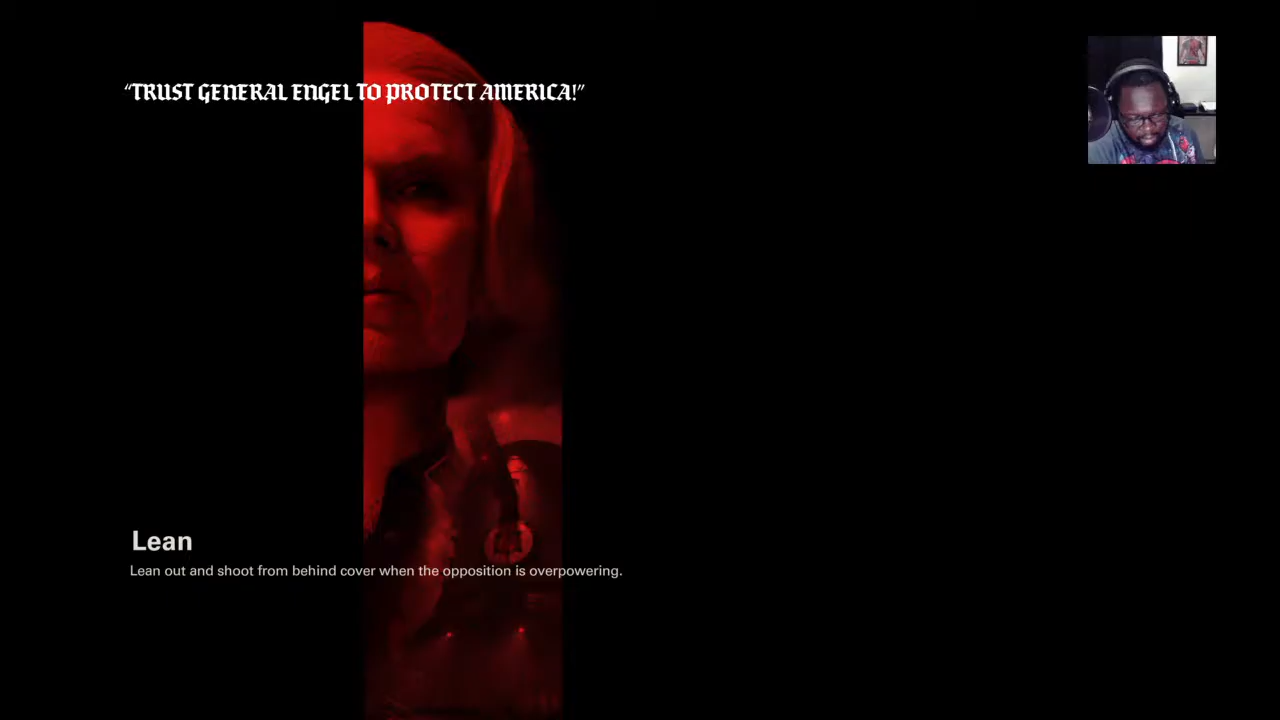 “TRUST GENERAL ENGEL TO PROTECT AMERICA!”
Lean
Lean out and shoot from behind cover when the opposition is overpowering.